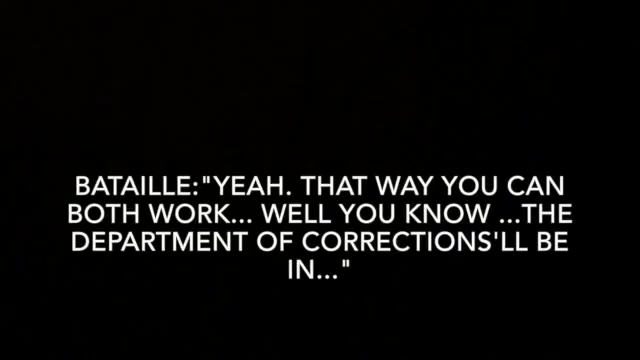 BATAILLE:"YEAH. THAT WAY YOU CAN
BOTH WORK... WELL YOU KNOW ...THE
DEPARTMENT OF CORRECTIONS'LL BE
IN..."